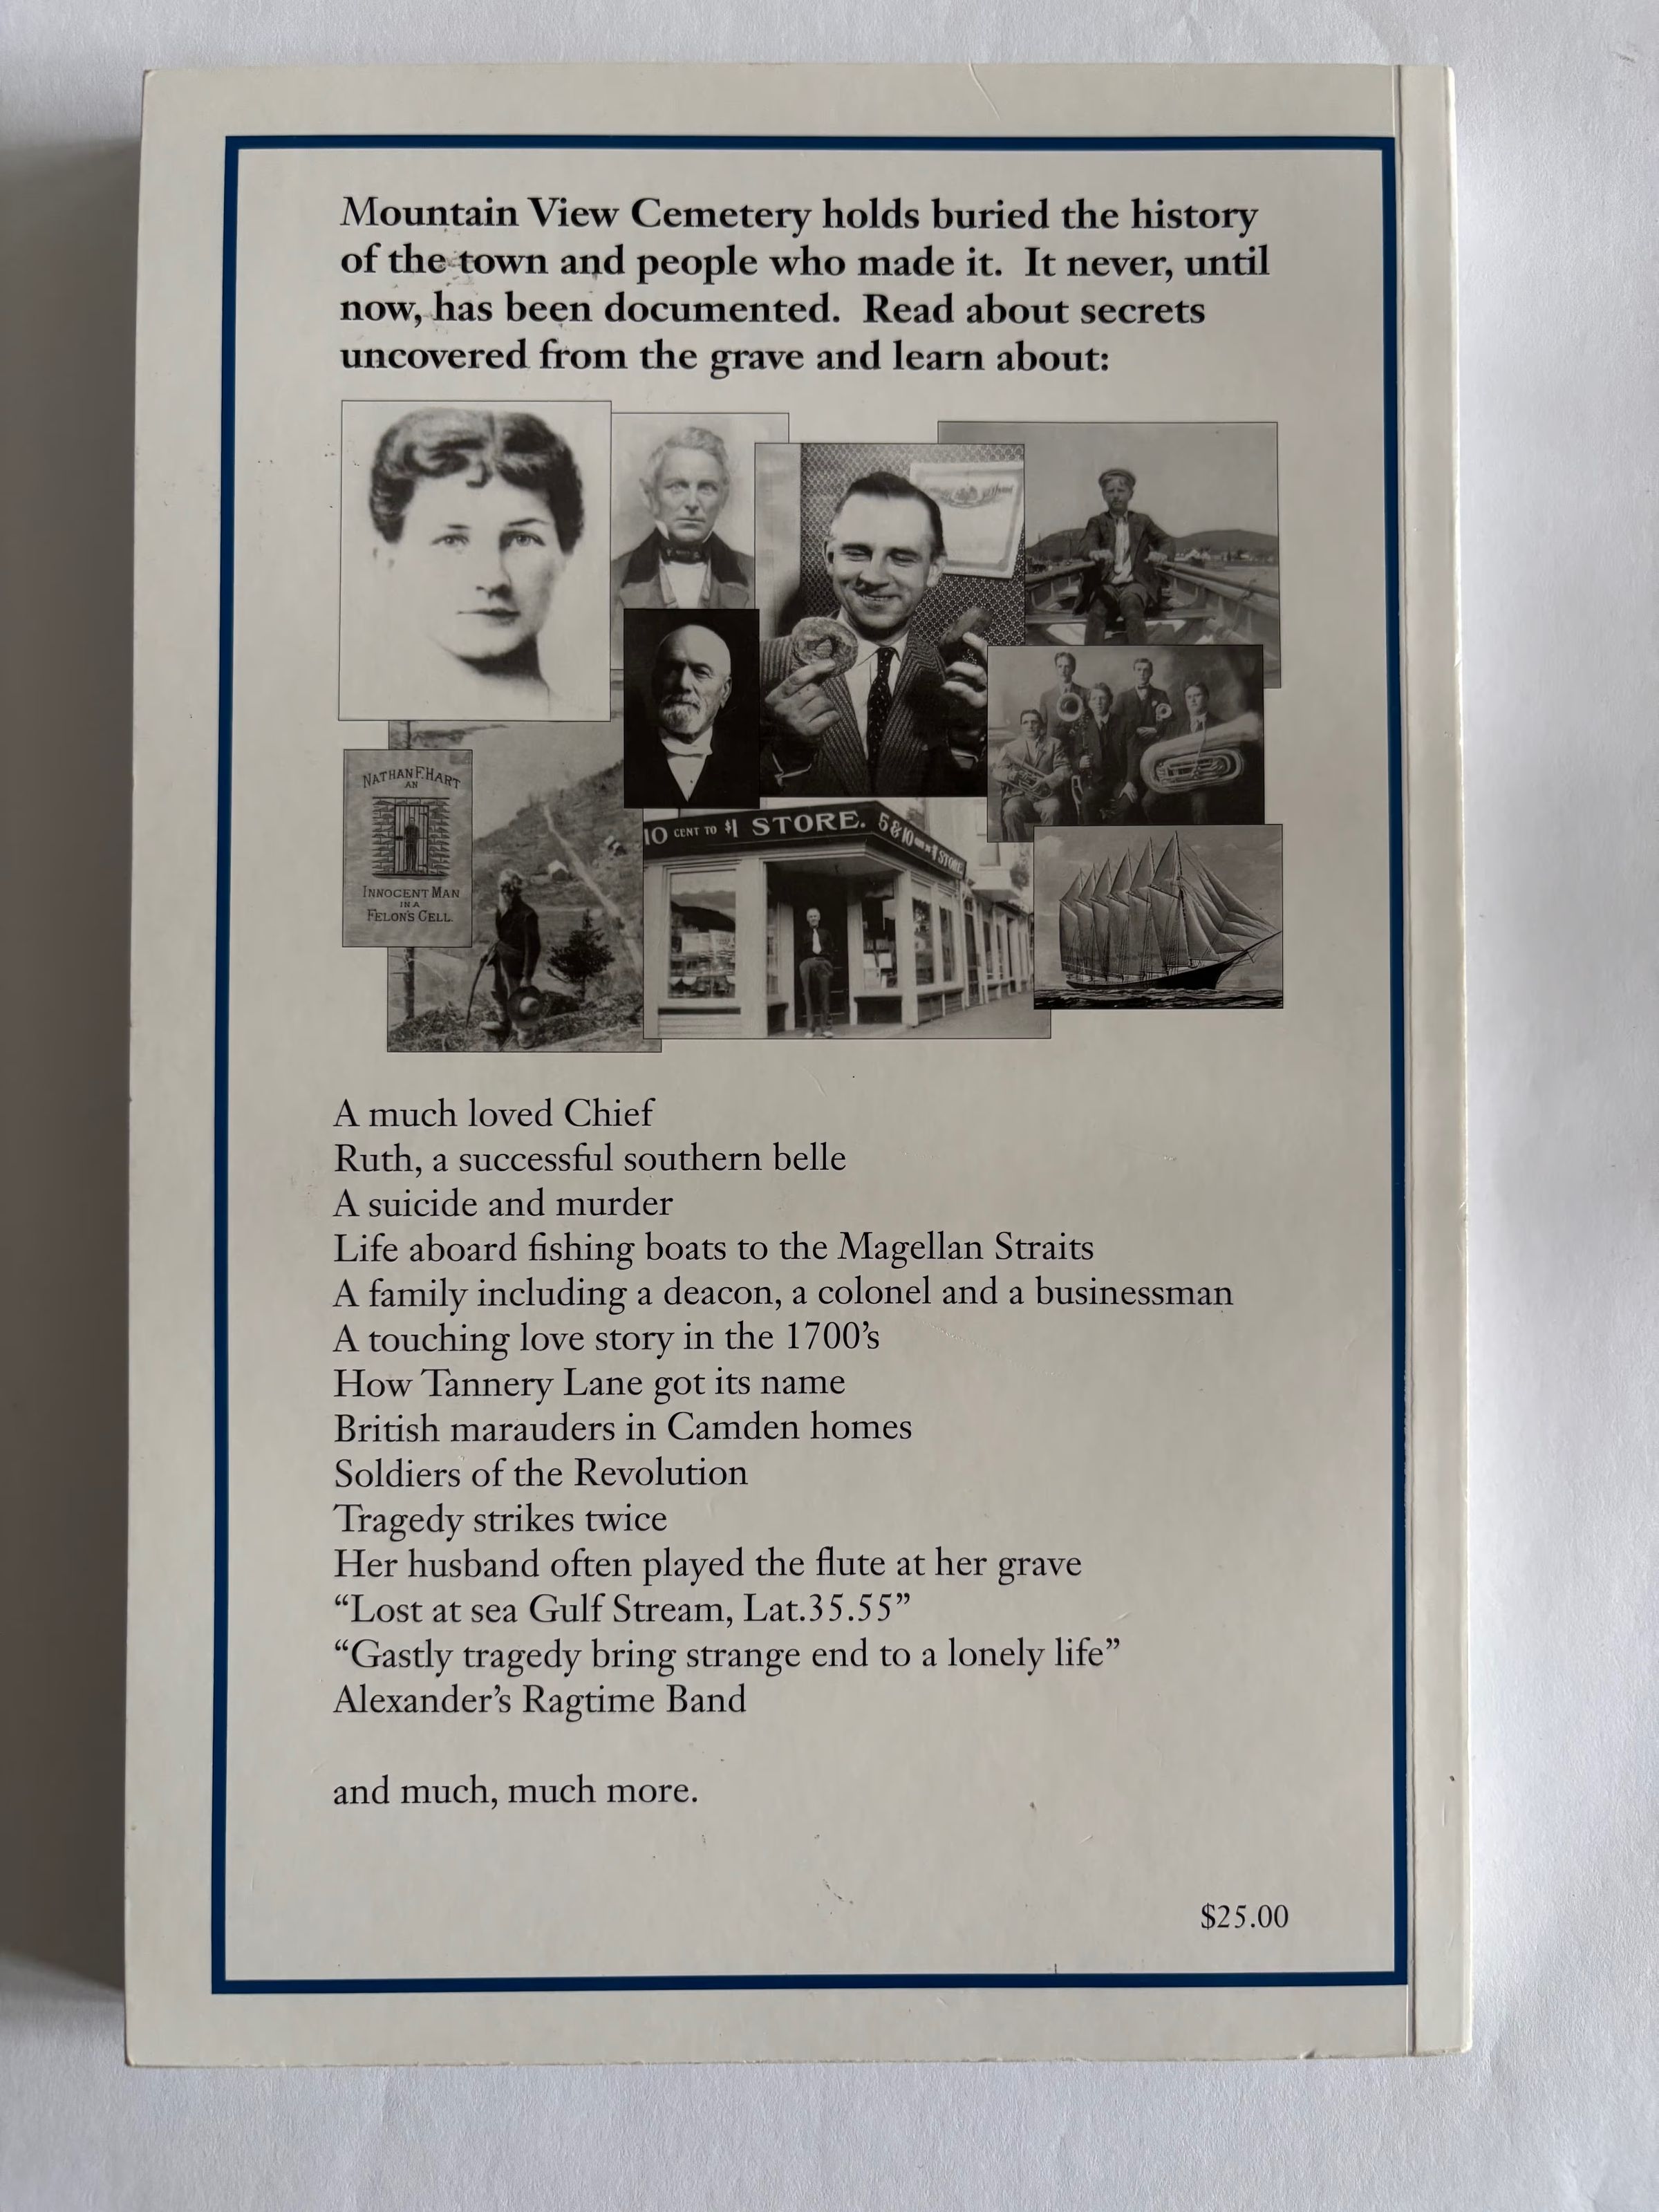 Mountain View Cemetery holds buried the history
of the town and people who made it.  It never, until
now, has been documented.  Read about secrets
uncovered from the grave and learn about:
NATHAN F. HART
AN
INNOCENT MAN
IN A
FELON'S CELL.
10 CENT TO $1 STORE. 5 & 10 STORE
A much loved Chief
Ruth, a successful southern belle
A suicide and murder
Life aboard fishing boats to the Magellan Straits
A family including a deacon, a colonel and a businessman
A touching love story in the 1700’s
How Tannery Lane got its name
British marauders in Camden homes
Soldiers of the Revolution
Tragedy strikes twice
Her husband often played the flute at her grave
“Lost at sea Gulf Stream, Lat.35.55”
“Gastly tragedy bring strange end to a lonely life”
Alexander’s Ragtime Band
and much, much more.
$25.00